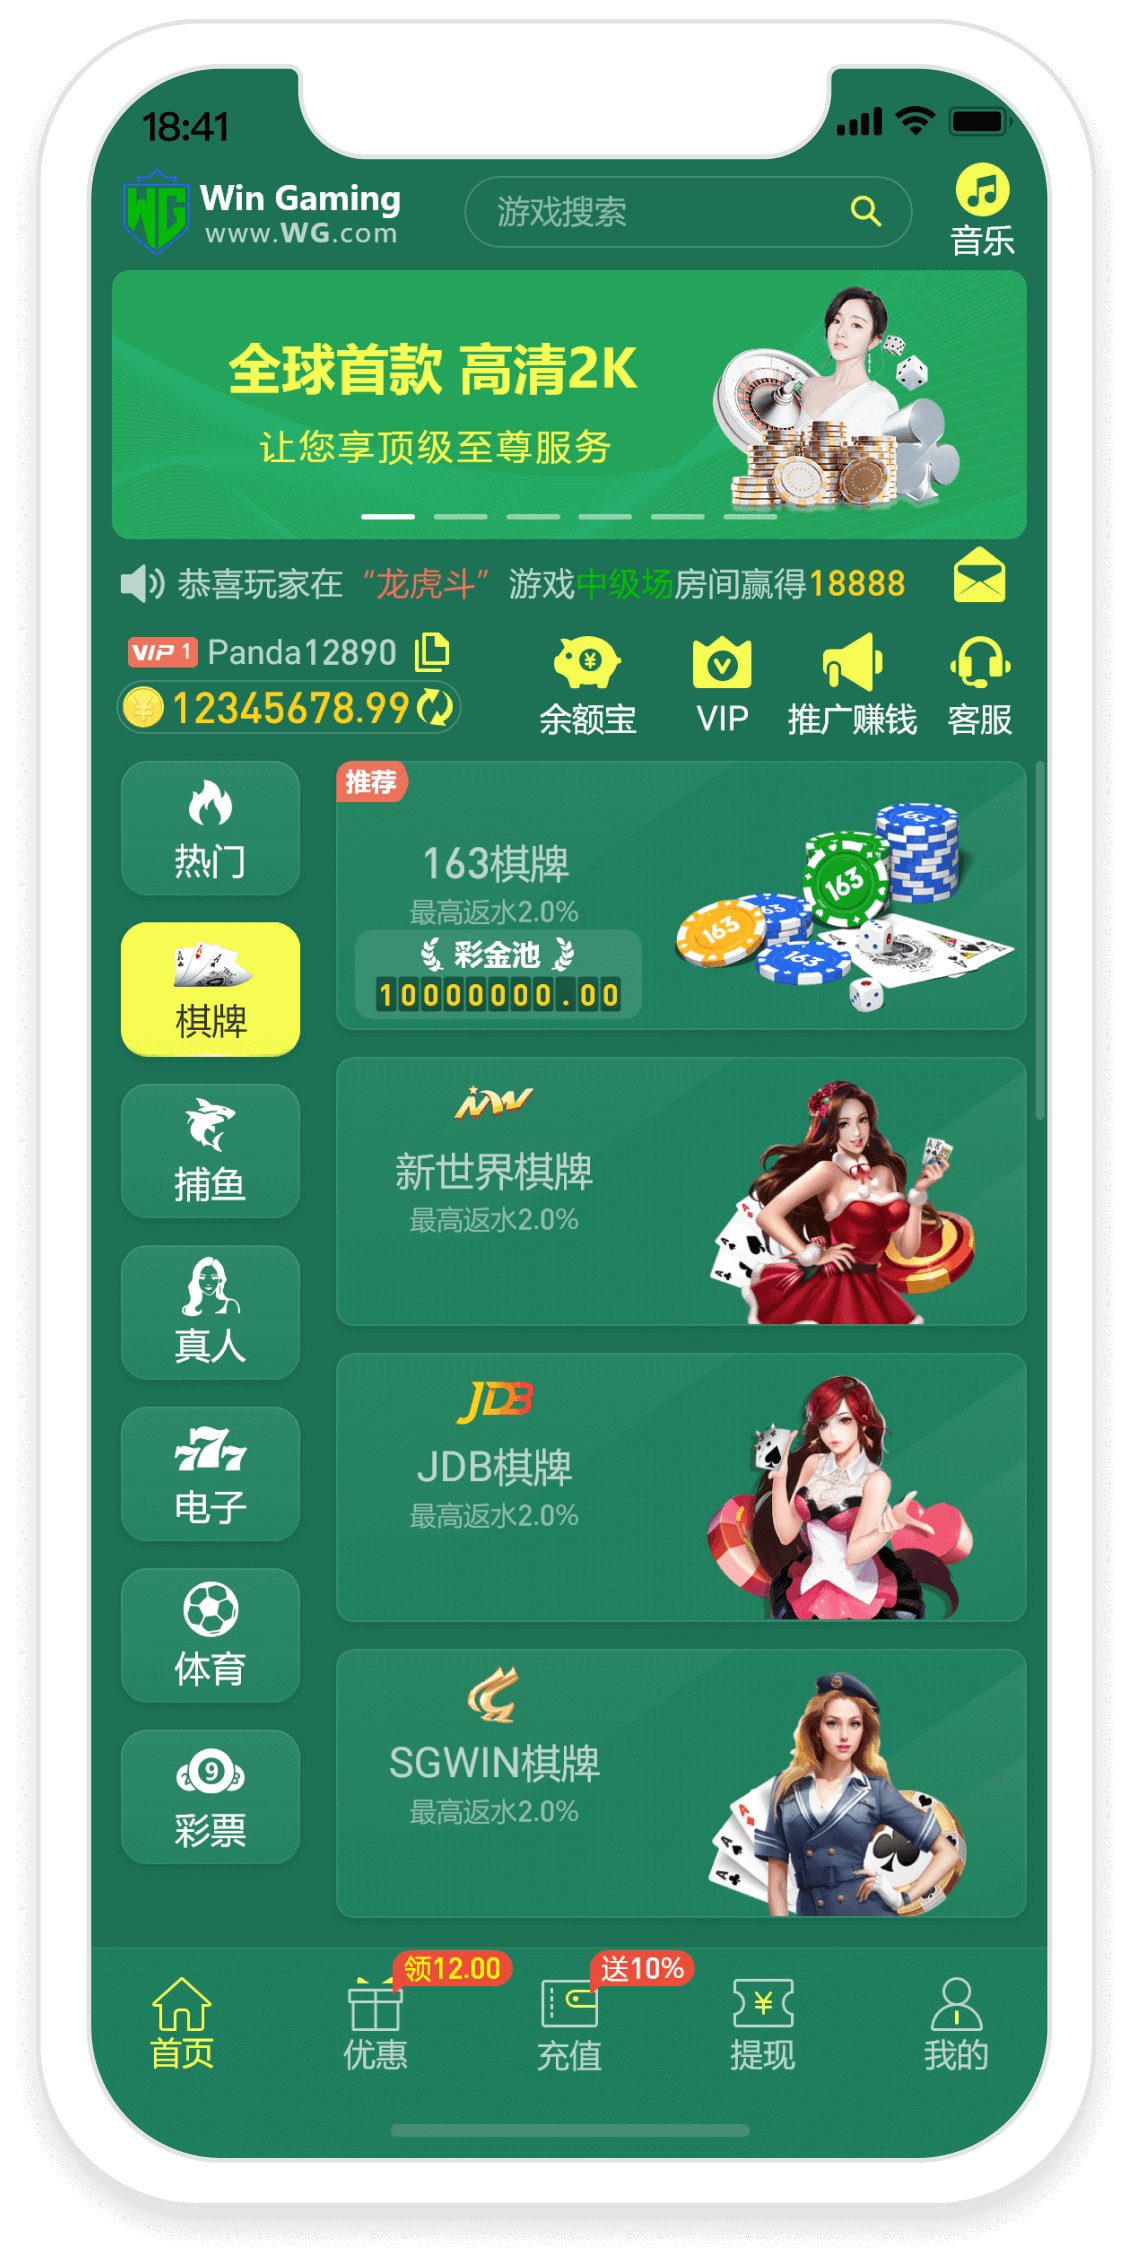 18:41
WG Win Gaming
www.WG.com
游戏搜索
音乐
全球首款 高清2K
让您享顶级至尊服务
恭喜玩家在 “龙虎斗” 游戏中级场房间赢得18888
VIP 1 Panda12890
¥ 12345678.99
¥
余额宝
VIP
推广赚钱
客服
热门
棋牌
捕鱼
真人
777
电子
体育
9
彩票
推荐
163棋牌
最高返水2.0%
彩金池
10000000.00
163
163
163
163
163
NW
新世界棋牌
最高返水2.0%
JDB
JDB棋牌
最高返水2.0%
SGWIN棋牌
最高返水2.0%
首页
领12.00
优惠
送10%
充值
¥
提现
我的